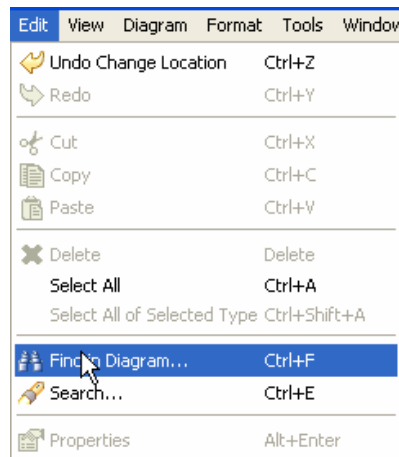 Edit View Diagram Format Tools Window
Undo Change Location Ctrl+Z
Redo Ctrl+Y
Cut Ctrl+X
Copy Ctrl+C
Paste Ctrl+V
Delete Delete
Select All Ctrl+A
Select All of Selected Type Ctrl+Shift+A
Find in Diagram... Ctrl+F
Search... Ctrl+E
Properties Alt+Enter